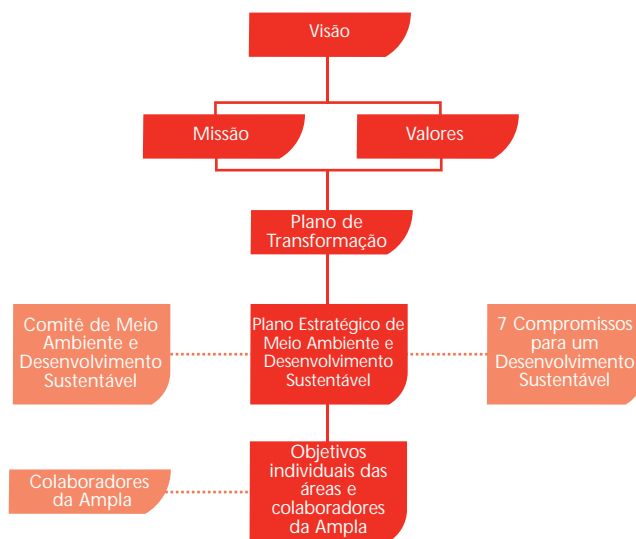 Visão
Missão
Valores
Plano de
Transformação
Comitê de Meio
Ambiente e
Desenvolvimento
Sustentável
Plano Estratégico de
Meio Ambiente e
Desenvolvimento
Sustentável
7 Compromissos
para um
Desenvolvimento
Sustentável
Colaboradores
da Ampla
Objetivos
individuais das
áreas e
colaboradores
da Ampla